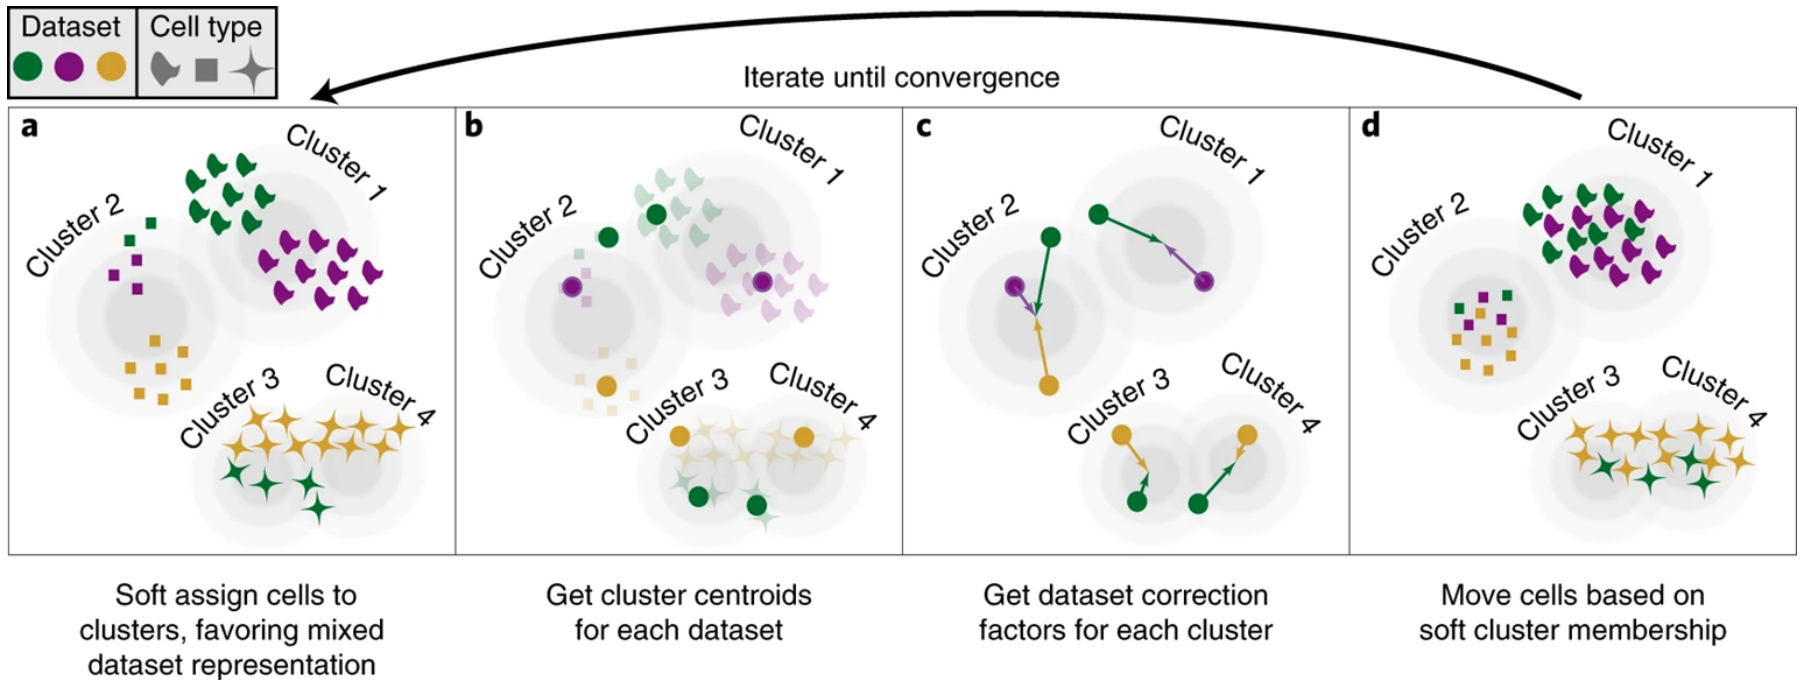 Dataset
Cell type
Iterate until convergence
a
Cluster 1
Cluster 2
Cluster 3
Cluster 4
b
Cluster 1
Cluster 2
Cluster 3
Cluster 4
c
Cluster 1
Cluster 2
Cluster 3
Cluster 4
d
Cluster 1
Cluster 2
Cluster 3
Cluster 4
Soft assign cells to
clusters, favoring mixed
dataset representation
Get cluster centroids
for each dataset
Get dataset correction
factors for each cluster
Move cells based on
soft cluster membership